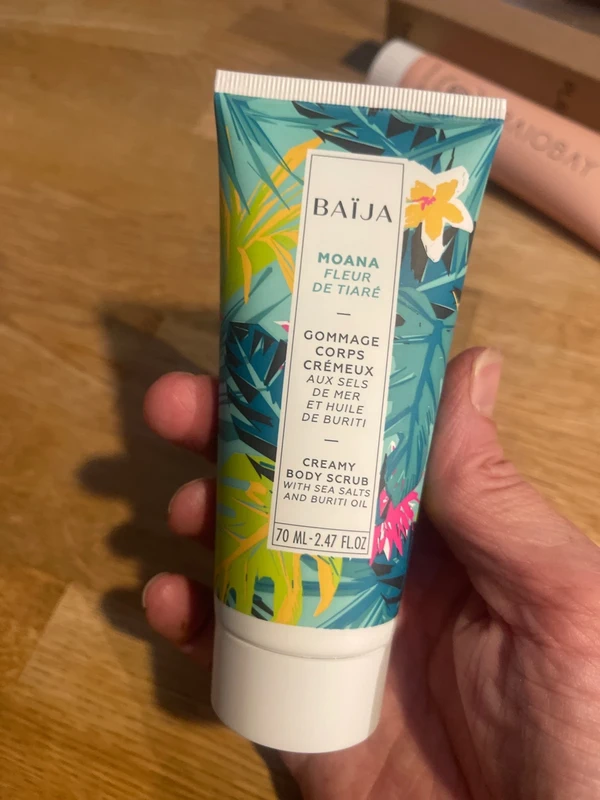 BAÏJA
MOANA
FLEUR
DE TIARÉ
GOMMAGE
CORPS
CRÉMEUX
AUX SELS
DE MER
ET HUILE
DE BURITI
CREAMY
BODY SCRUB
WITH SEA SALTS
AND BURITI OIL
70 ML-2.47 FL.OZ